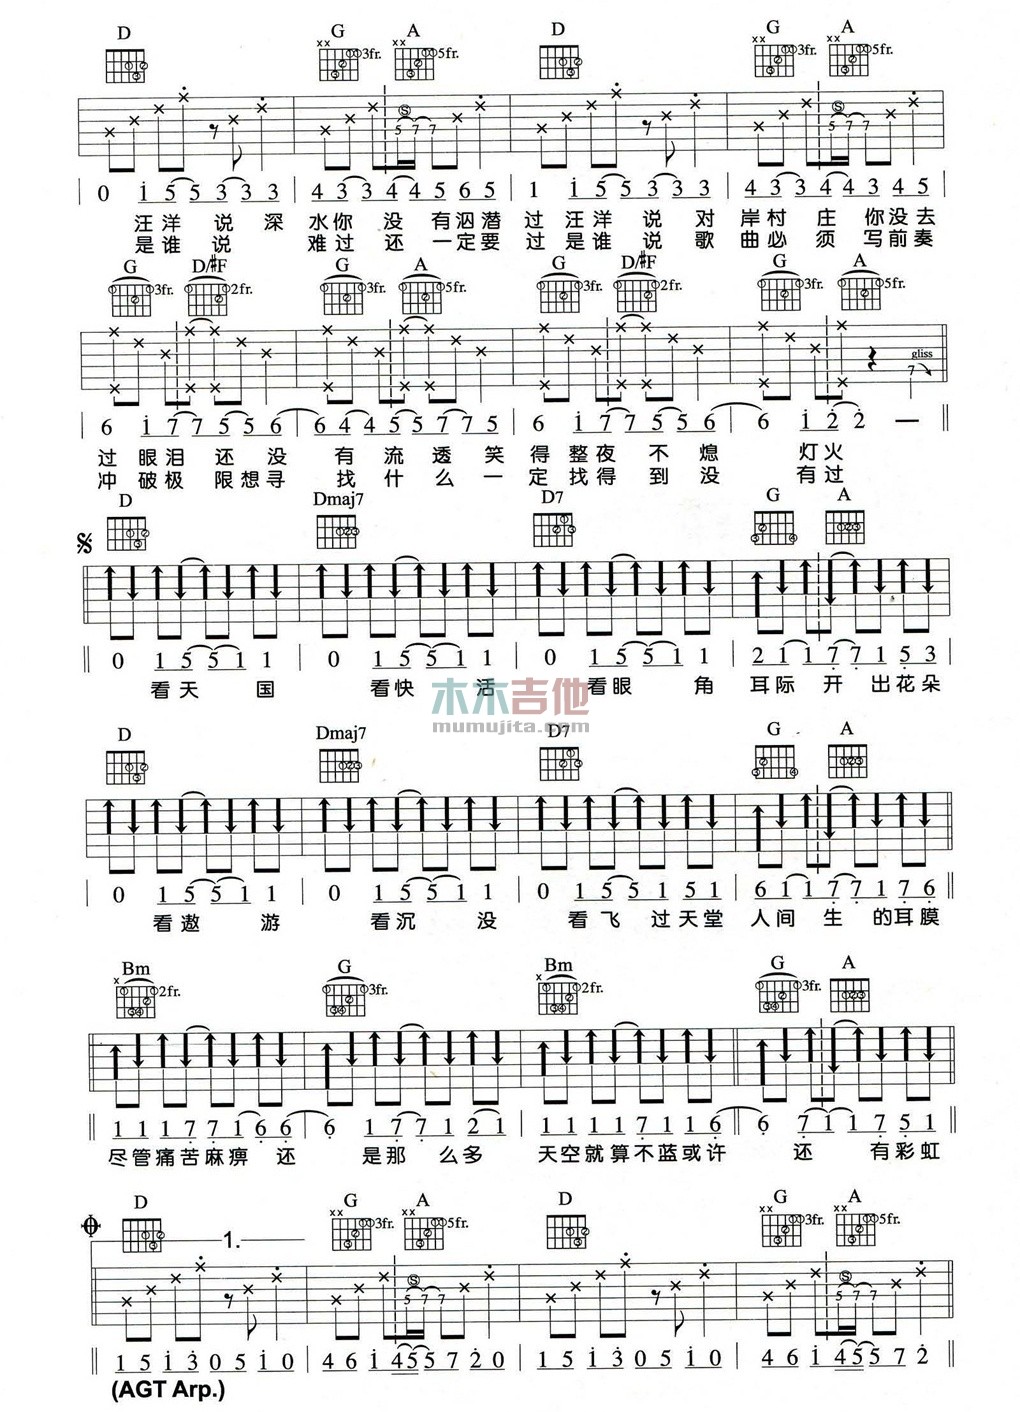 D G A D G A
xx 3fr. xx 5fr. xx 3fr. xx 5fr.
S 5 7 7 S 5 7 7
0 i 5 5 3 3 3 | 4 3 3 4 4 5 6 5 | 1 i 5 5 3 3 3 | 4 3 3 4 4 3 4 5
汪洋 说 深 水你 没 有泅潜 过 汪洋 说 对 岸村 庄 你没去
是谁 说 难过 还 一定要 过 是谁 说 歌 曲必 须 写前奏
G D/#F G A G D/#F G A
3fr. 2fr. 3fr. 5fr. 3fr. 2fr. 3fr. 5fr.
gliss
7
6 i 7 7 5 5 6 | 6 4 4 5 5 7 7 5 | 6 i 7 7 5 5 6 | 6 i 2 2 —
过 眼泪 还 没 有 流 透 笑 得 整夜 不 熄 灯火
冲 破极 限想寻 找 什 么 一 定 找得 到 没 有过
D Dmaj7 D7 G A
0 1 5 5 1 1 | 0 1 5 5 1 1 | 0 1 5 5 1 1 | 2 1 1 7 7 1 5 3
看天 国 看快 活 看眼 角 耳际 开 出花朵
木木吉他
mumujita.com
D Dmaj7 D7 G A
0 1 5 5 1 1 | 0 1 5 5 1 1 | 0 1 5 5 1 5 1 | 6 1 1 7 7 1 7 6
看遨 游 看沉 没 看飞 过天堂 人间 生 的耳膜
Bm G Bm G A
x 2fr. 3fr. x 2fr. 3fr.
1 1 1 7 7 1 6 6 | 6 1 7 7 1 2 1 | 1 1 1 1 7 1 1 6 | 6 7 1 1 7 5 1
尽管痛苦麻痹 还 是那 么多 天空就算不蓝或许 还 有彩虹
D G A D G A
1. xx 3fr. xx 5fr. xx 3fr. xx 5fr.
S 5 7 7 S 5 7 7
1 5 i 3 0 5 i 0 | 4 6 i 4 5 5 7 2 0 | 1 5 i 3 0 5 i 0 | 4 6 i 4 5 5 7 2
(AGT Arp.)